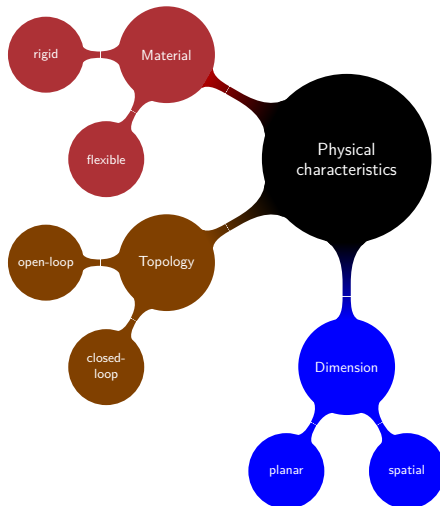 rigid
Material
flexible
Physical
characteristics
open-loop
Topology
closed-
loop
Dimension
planar
spatial